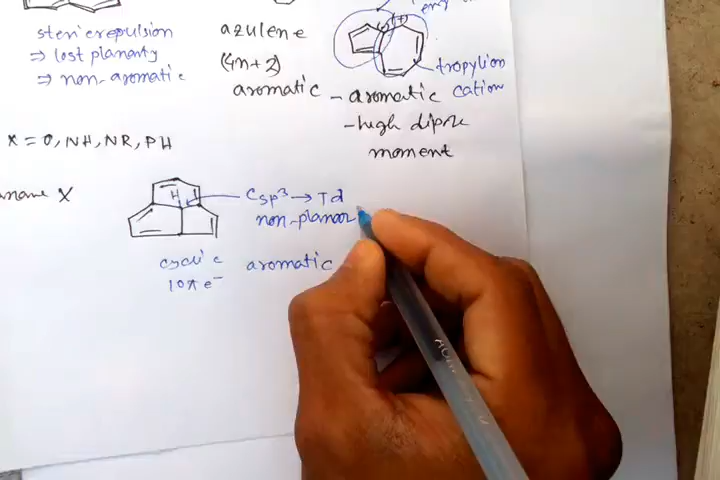 steric repulsion
⇒ lost planarity
⇒ non-aromatic
azulene
(4n+2)
aromatic
(-)
(+)
tropylion
cation
- aromatic
- high dipole
moment
X = O, NH, NR, PH
X
H
Csp³ → Td
non-planar
cyclic
10π e⁻
aromatic